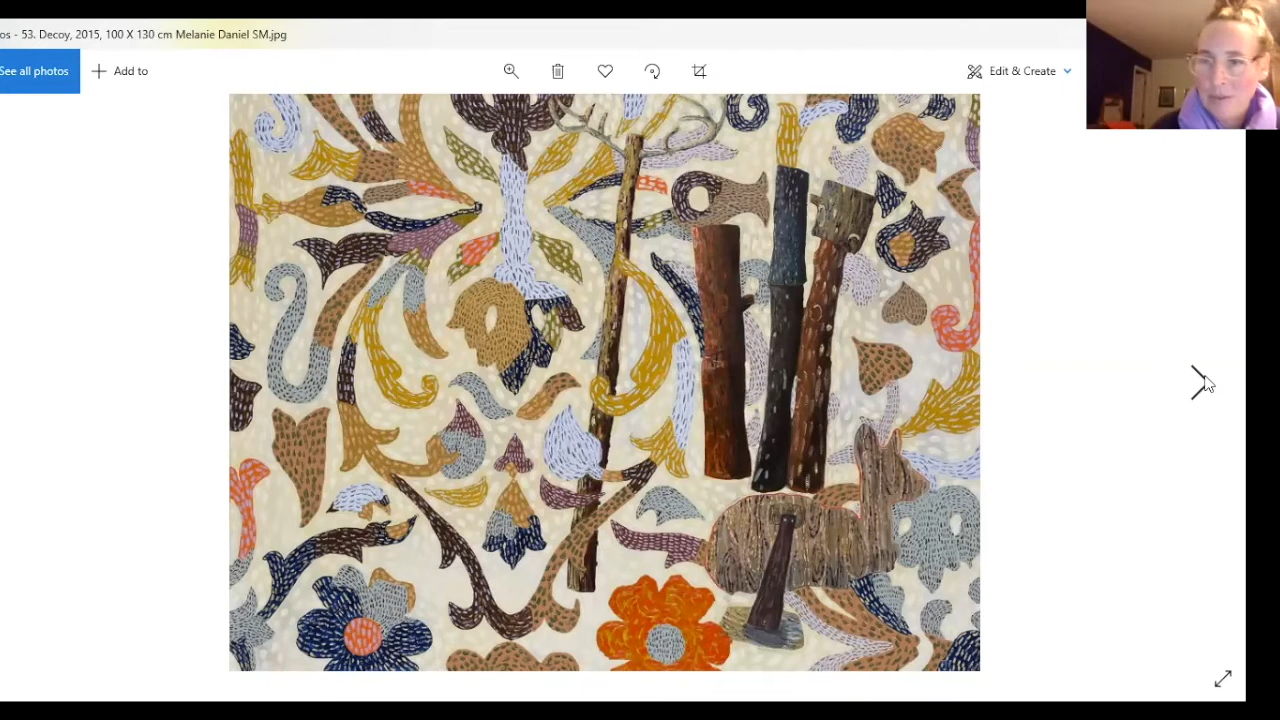 os - 53. Decoy, 2015, 100 X 130 cm Melanie Daniel SM.jpg
See all photos
Add to
Edit & Create